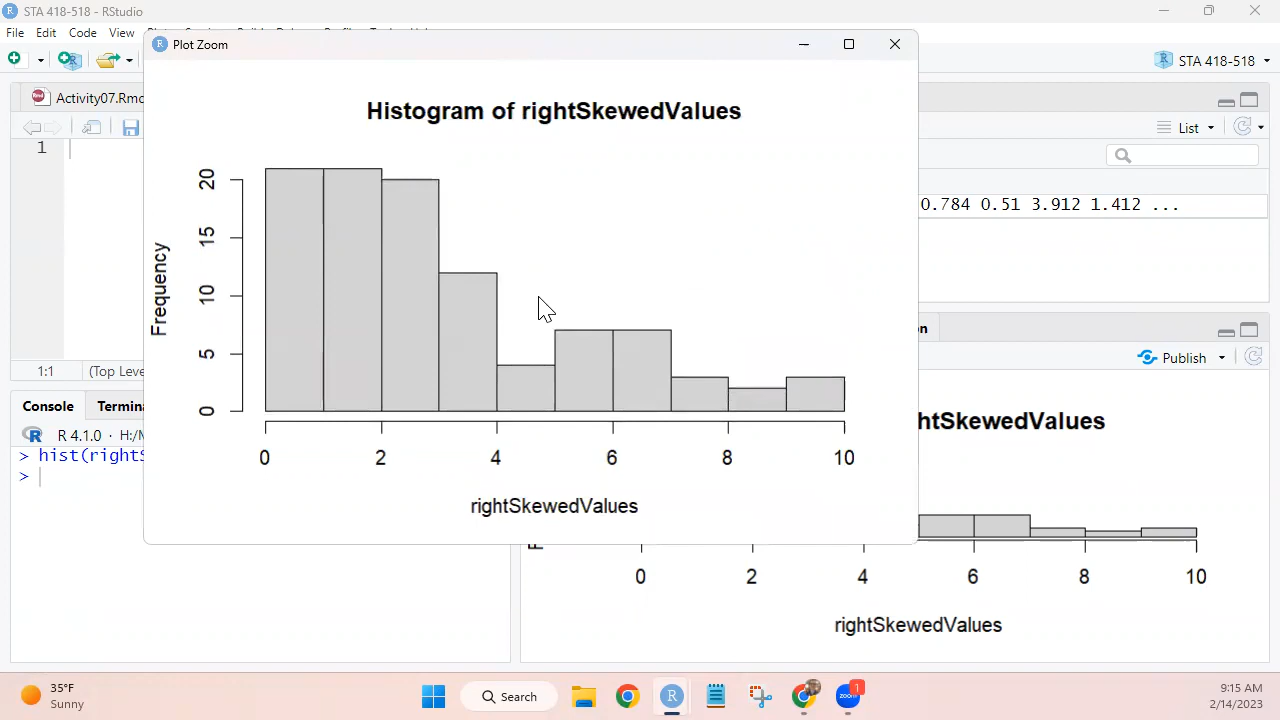 STA 418-518 - RStudio
File Edit Code View
Plot Zoom
STA 418-518
Activity07.Rmd
List
1
Histogram of rightSkewedValues
0.784 0.51 3.912 1.412 ...
20
15
10
5
0
Frequency
0 2 4 6 8 10
rightSkewedValues
1:1 (Top Leve
Publish
Console Termina
R 4.1.0 · H:/M
> hist(rightS
>
htSkewedValues
0 2 4 6 8 10
rightSkewedValues
35°F
Sunny
Search
1
9:15 AM
2/14/2023